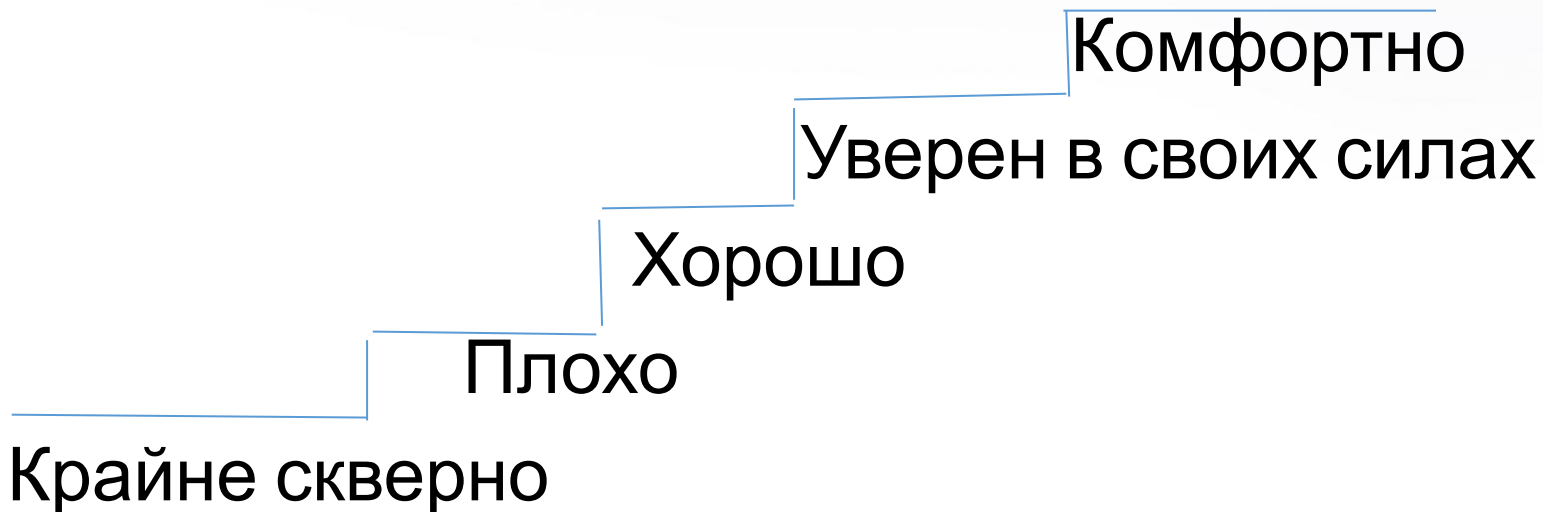 Комфортно
Уверен в своих силах
Хорошо
Плохо
Крайне скверно